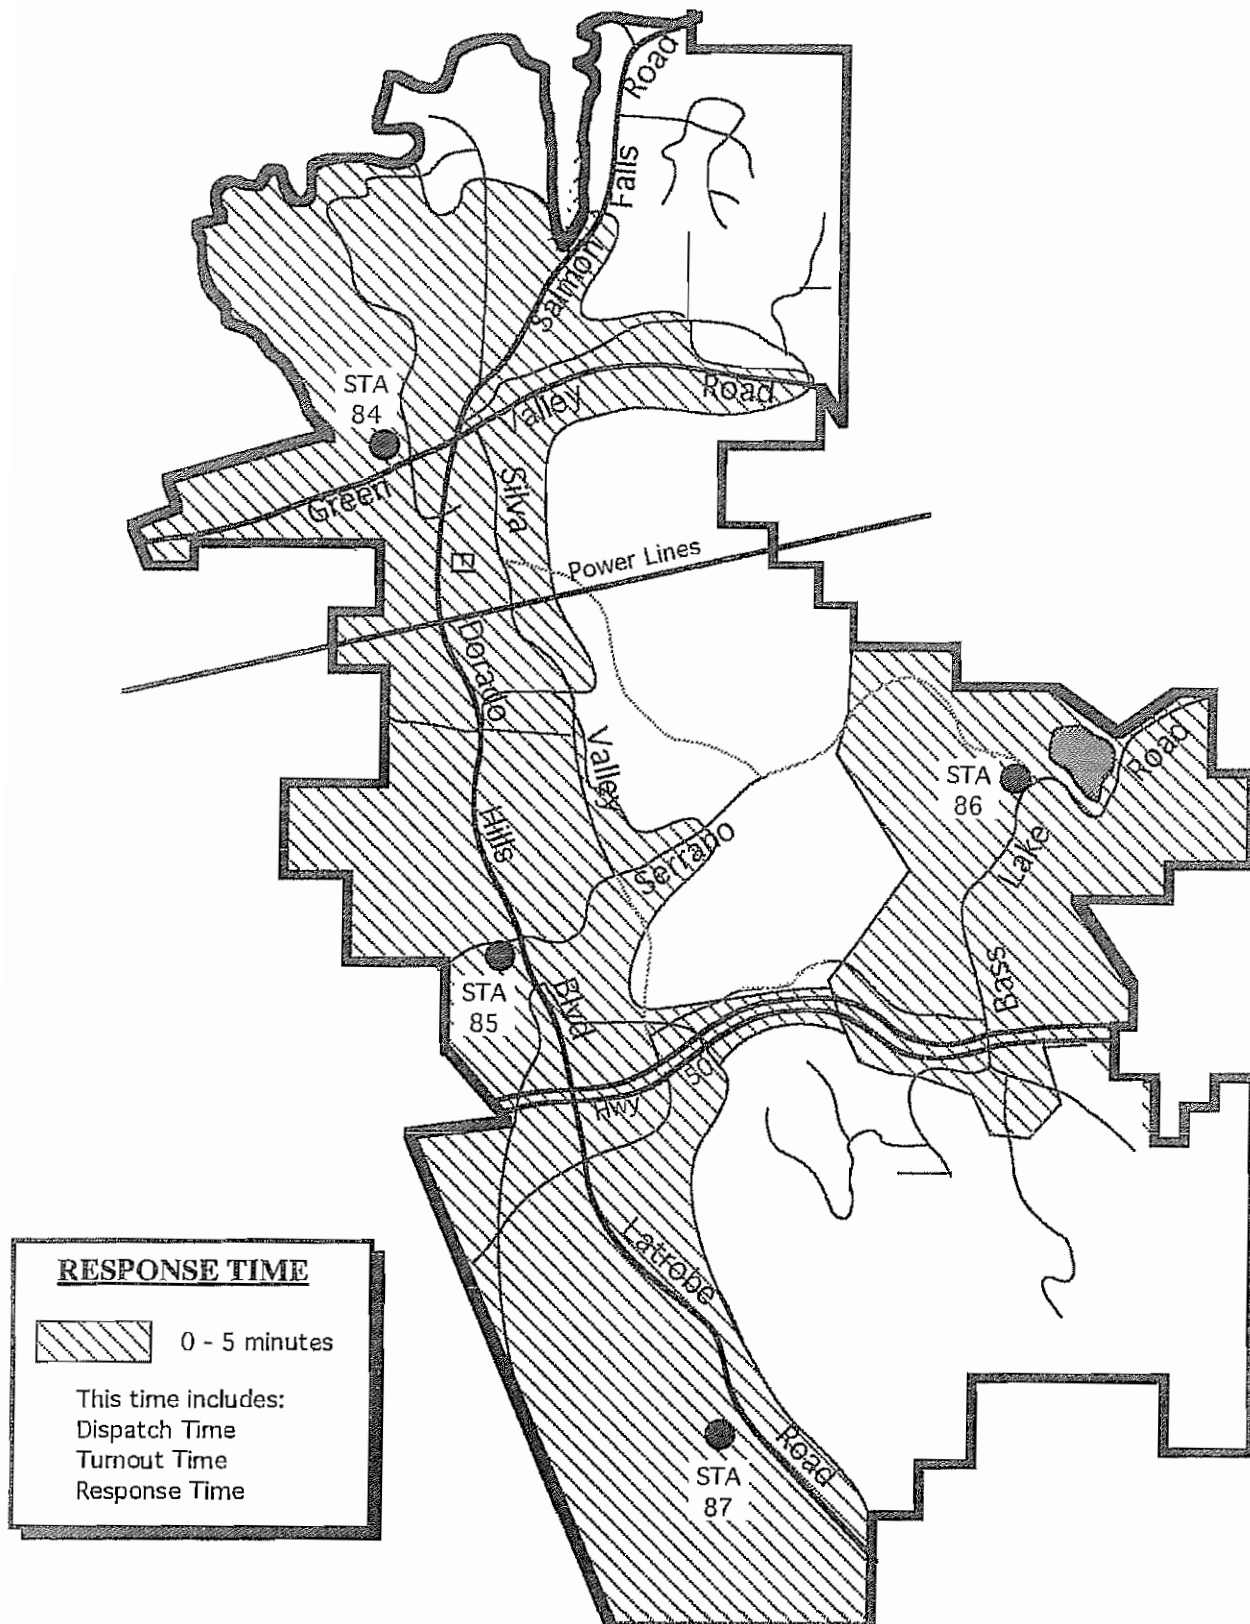 Road
Falls
Salmon
STA
84
Valley
Road
Green
Silva
Power Lines
Dorado
Valley
Hills
Serrano
STA
86
Road
Lake
Bass
STA
85
Blvd
50
Hwy
Latrobe
Road
STA
87
RESPONSE TIME
0 - 5 minutes
This time includes:
Dispatch Time
Turnout Time
Response Time